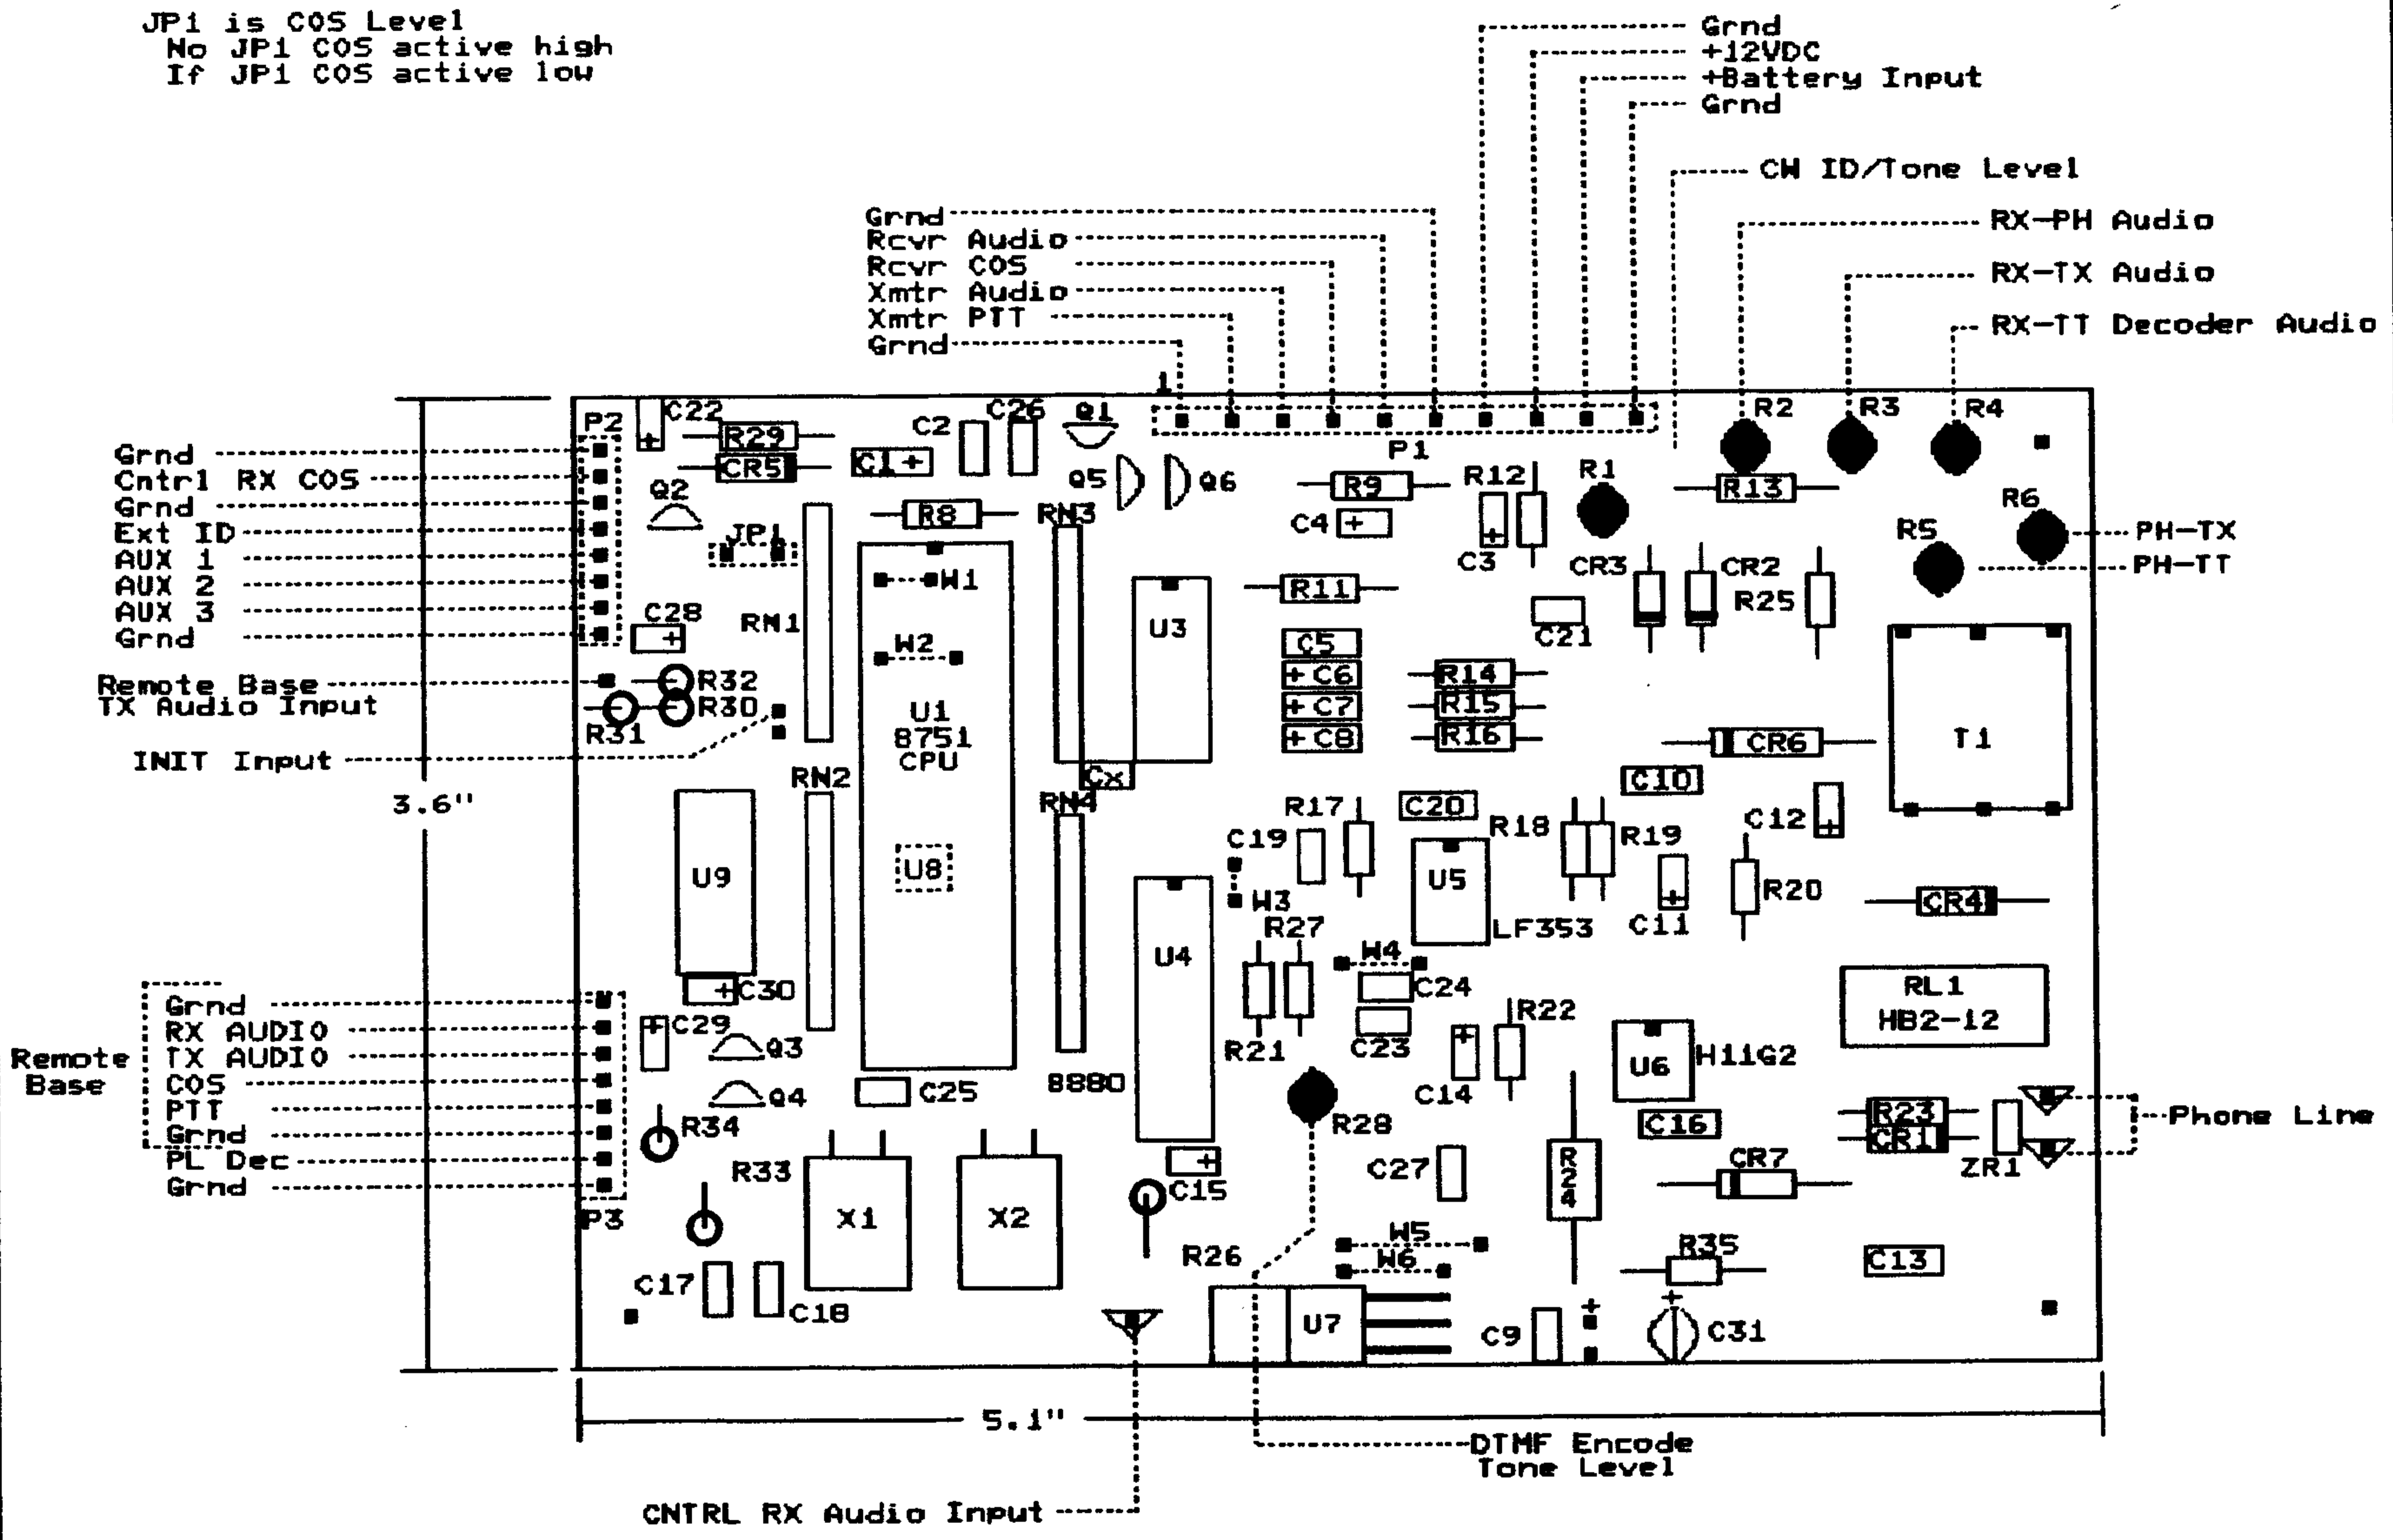 JP1 is COS Level
No JP1 COS active high
If JP1 COS active low
Grnd
+12VDC
+Battery Input
Grnd
CW ID/Tone Level
RX-PH Audio
RX-TX Audio
RX-TT Decoder Audio
Grnd
Rcvr Audio
Rcvr COS
Xmtr Audio
Xmtr PTT
Grnd
1
P2
C22
R29
CR5
C2
C26
Q1
C1+
Q5
Q6
P1
R2
R3
R4
R9
R12
R1
R13
R6
R5
PH-TX
PH-TT
Grnd
Cntrl RX COS
Grnd
Ext ID
AUX 1
AUX 2
AUX 3
Grnd
Q2
JP1
R8
RN3
C4
+
+
C3
CR3
CR2
R25
W1
R11
C21
U3
C28
+
RN1
W2
C5
+C6
+C7
+C8
R14
R15
R16
Remote Base
TX Audio Input
R32
R30
R31
INIT Input
U1
8751
CPU
CR6
T1
3.6"
RN2
Cx
RN4
C10
C20
R17
C19
R18
R19
C12
+
U9
U8
W3
U5
LF353
C11
+
R20
CR4
R27
U4
W4
C24
C23
R21
RL1
HB2-12
+C30
+
C29
Q3
Q4
8880
C25
+
C14
R22
U6
H11G2
Remote
Base
Grnd
RX AUDIO
TX AUDIO
COS
PTT
Grnd
PL Dec
Grnd
P3
R34
R33
X1
X2
+
C15
R26
R28
C27
R24
C16
R23
CR1
ZR1
Phone Line
CR7
W5
W6
R35
C13
C17
C18
U7
C9
+
+
C31
5.1"
DTMF Encode
Tone Level
CNTRL RX Audio Input